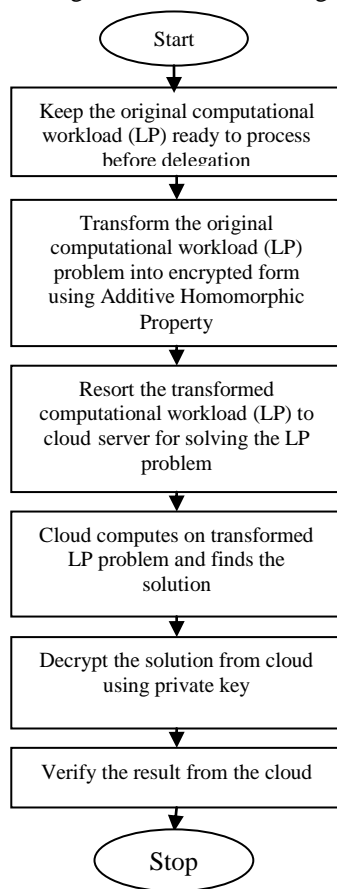 Start
Keep the original computational
workload (LP) ready to process
before delegation
Transform the original
computational workload (LP)
problem into encrypted form
using Additive Homomorphic
Property
Resort the transformed
computational workload (LP) to
cloud server for solving the LP
problem
Cloud computes on transformed
LP problem and finds the
solution
Decrypt the solution from cloud
using private key
Verify the result from the cloud
Stop